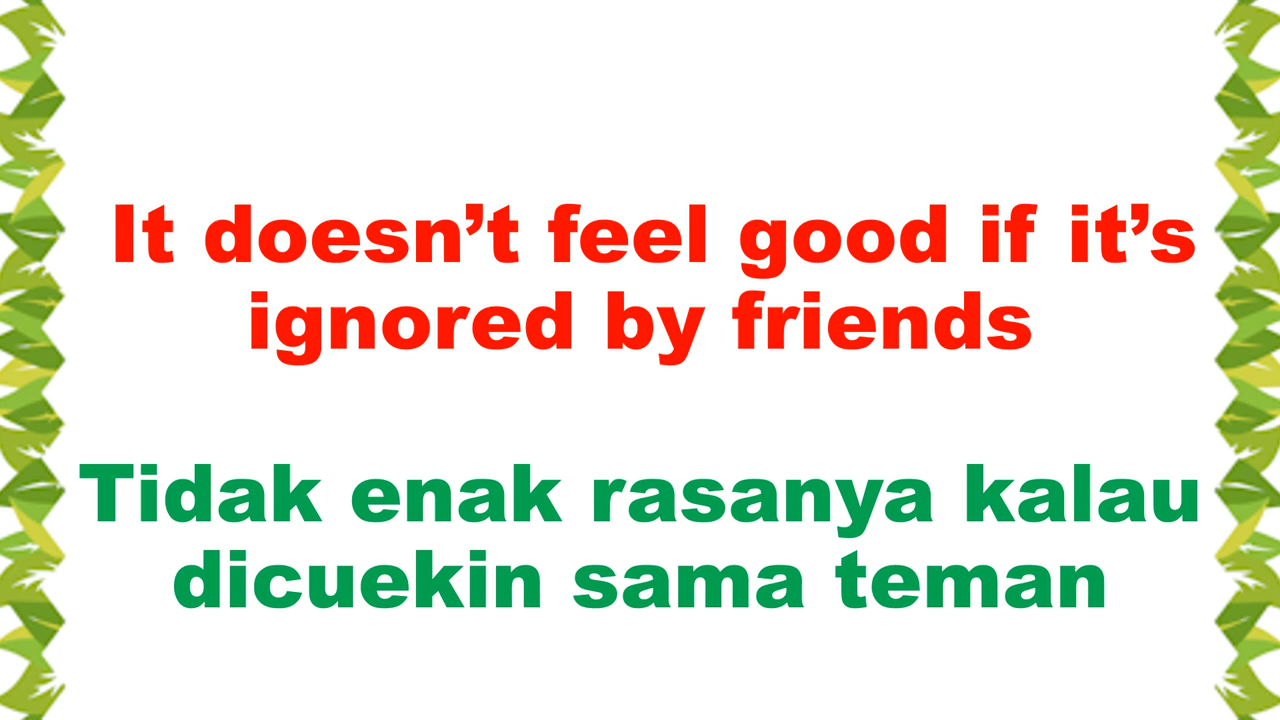 It doesn’t feel good if it’s
ignored by friends
Tidak enak rasanya kalau
dicuekin sama teman